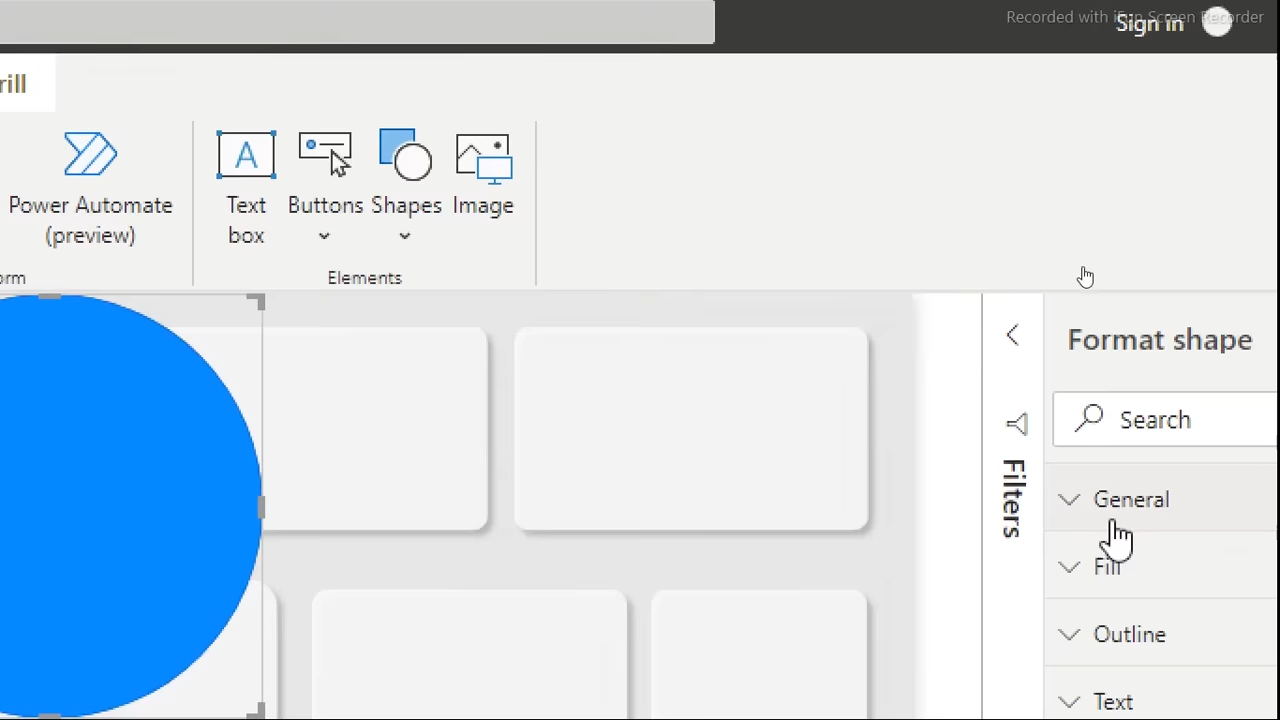 Recorded with iFun Screen Recorder
Sign in
rill
Power Automate
(preview)
Text
box
Buttons
Shapes
Image
orm
Elements
Format shape
Search
Filters
General
Fill
Outline
Text